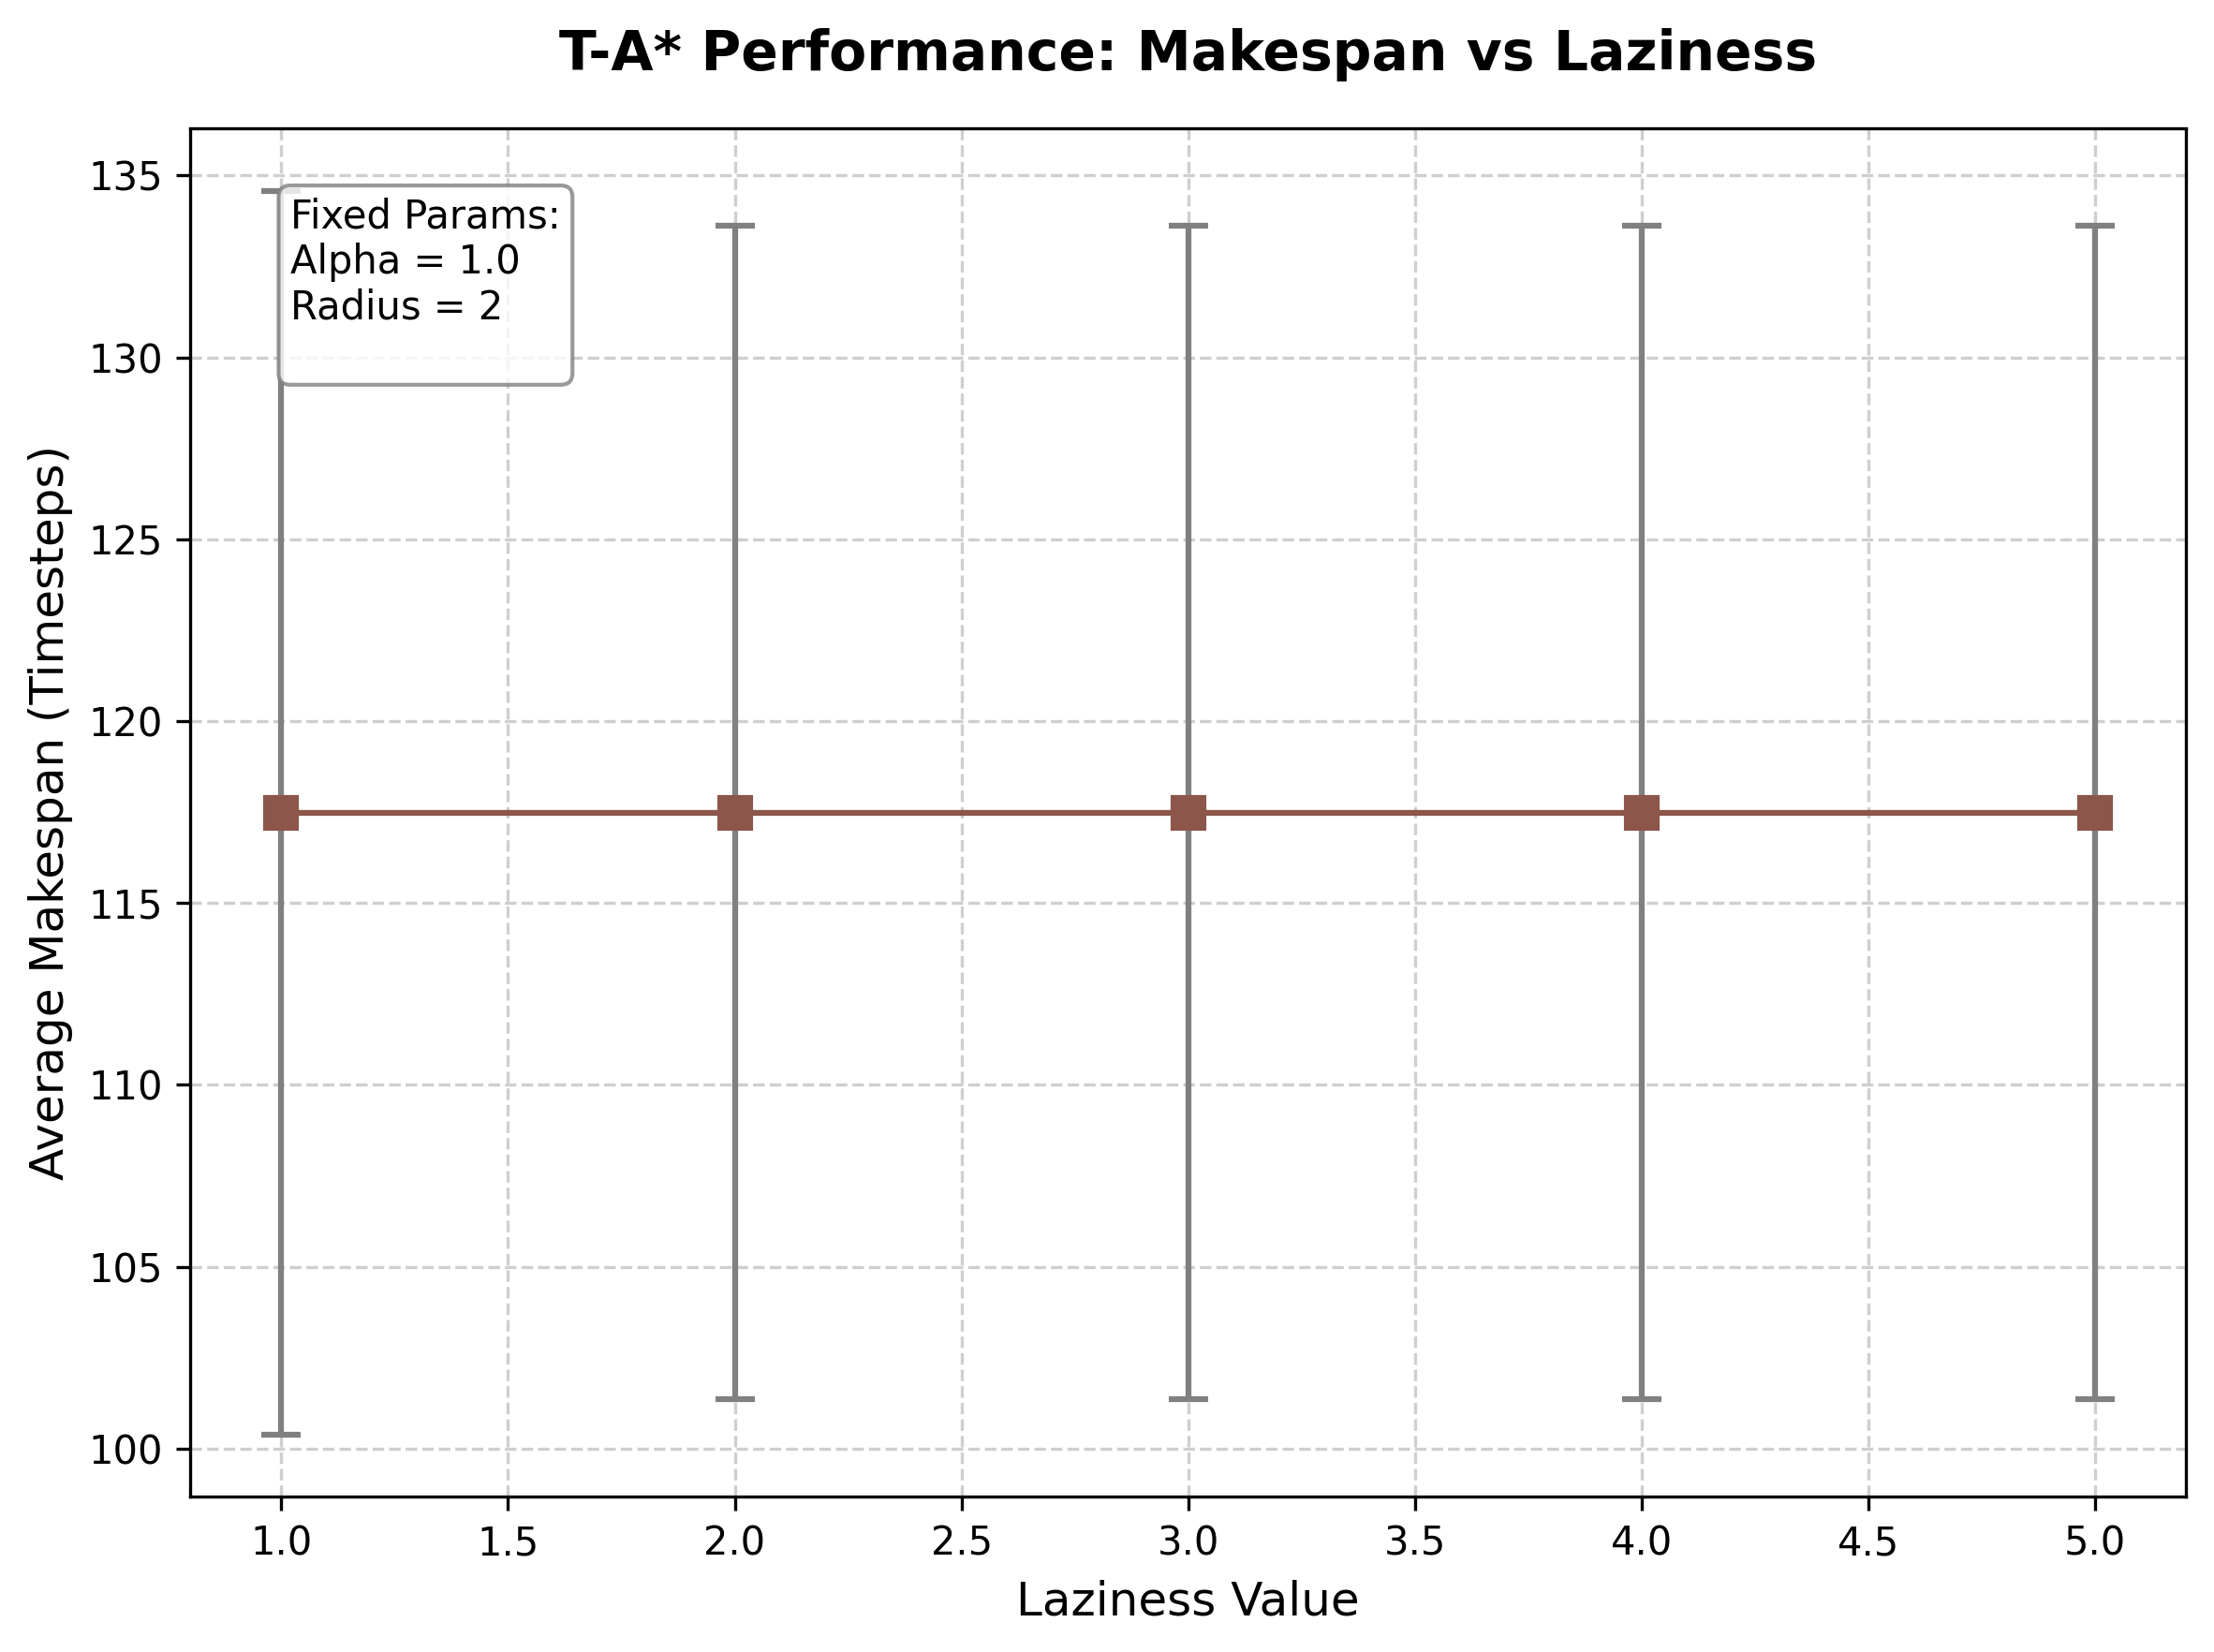 T-A* Performance: Makespan vs Laziness
135
130
125
120
115
110
105
100
Average Makespan (Timesteps)
Fixed Params:
Alpha = 1.0
Radius = 2
1.0 1.5 2.0 2.5 3.0 3.5 4.0 4.5 5.0
Laziness Value